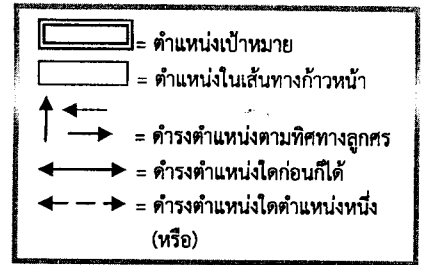 = ตำแหน่งเป้าหมาย
= ตำแหน่งในเส้นทางก้าวหน้า
= ดำรงตำแหน่งตามทิศทางลูกศร
= ดำรงตำแหน่งใดก่อนก็ได้
= ดำรงตำแหน่งใดตำแหน่งหนึ่ง
(หรือ)